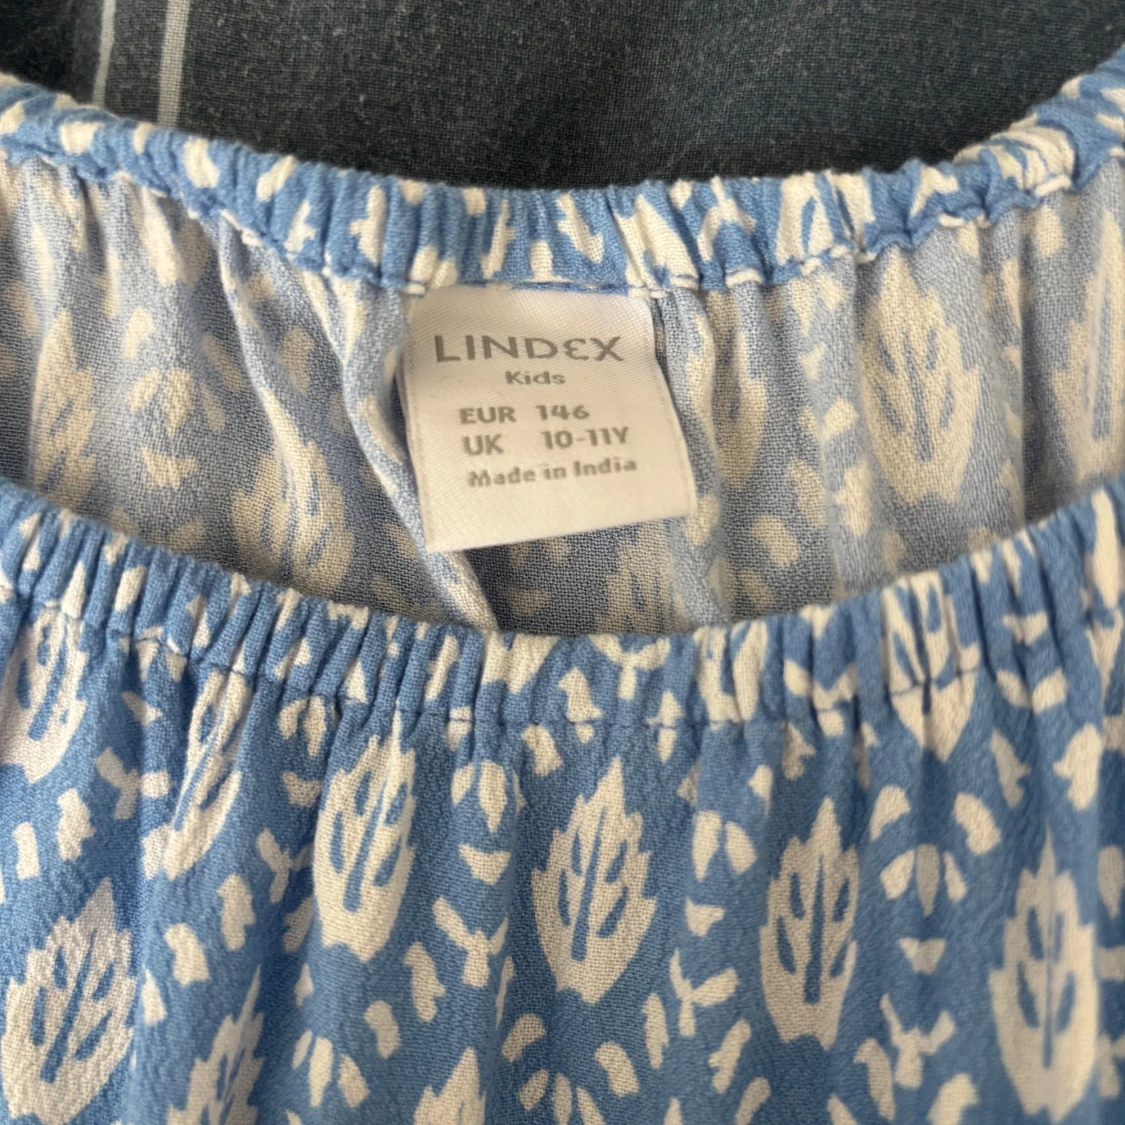 LINDEX
Kids
EUR 146
UK 10-11Y
Made in India